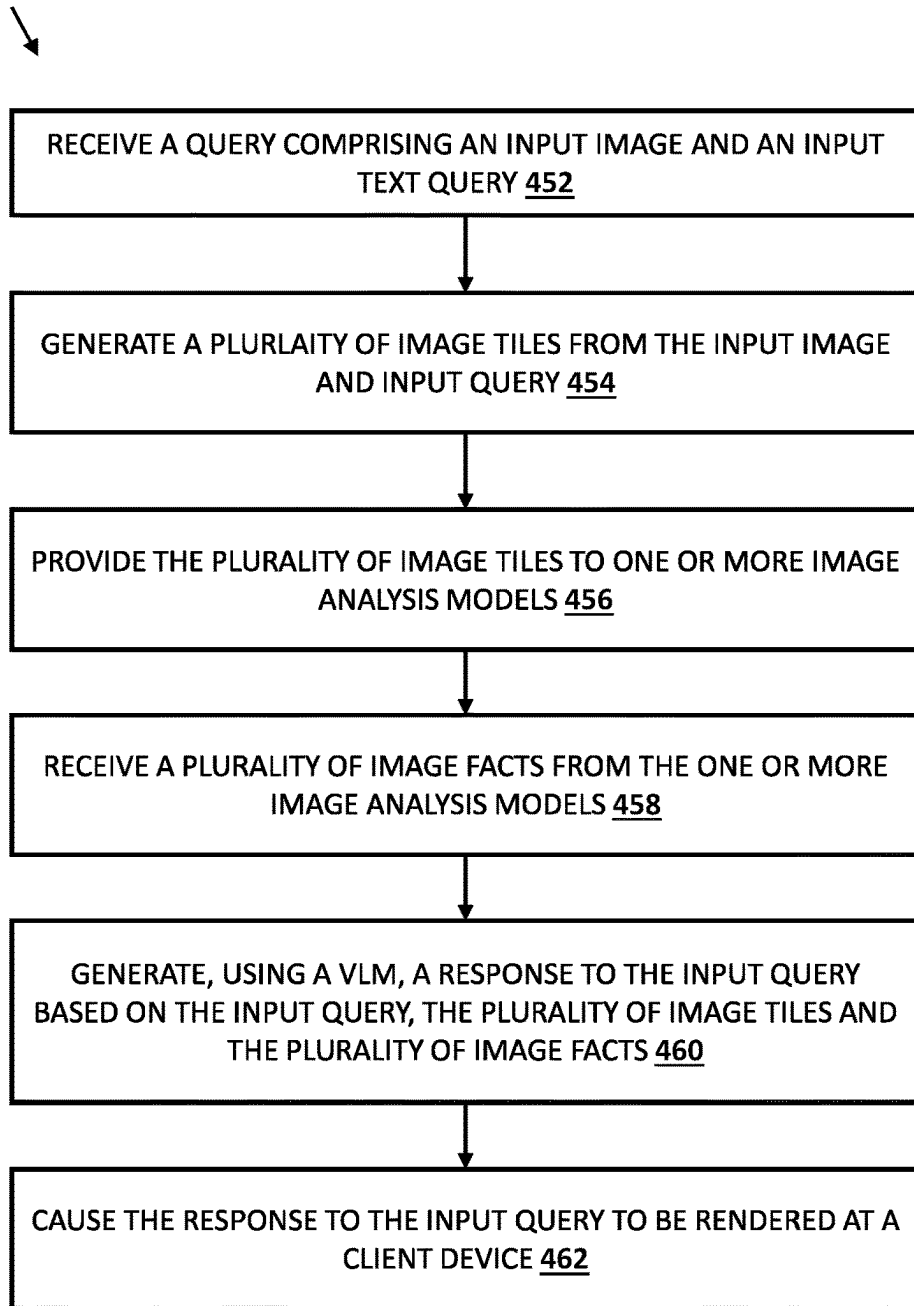 RECEIVE A QUERY COMPRISING AN INPUT IMAGE AND AN INPUT
TEXT QUERY 452
GENERATE A PLURLAITY OF IMAGE TILES FROM THE INPUT IMAGE
AND INPUT QUERY 454
PROVIDE THE PLURALITY OF IMAGE TILES TO ONE OR MORE IMAGE
ANALYSIS MODELS 456
RECEIVE A PLURALITY OF IMAGE FACTS FROM THE ONE OR MORE
IMAGE ANALYSIS MODELS 458
GENERATE, USING A VLM, A RESPONSE TO THE INPUT QUERY
BASED ON THE INPUT QUERY, THE PLURALITY OF IMAGE TILES AND
THE PLURALITY OF IMAGE FACTS 460
CAUSE THE RESPONSE TO THE INPUT QUERY TO BE RENDERED AT A
CLIENT DEVICE 462